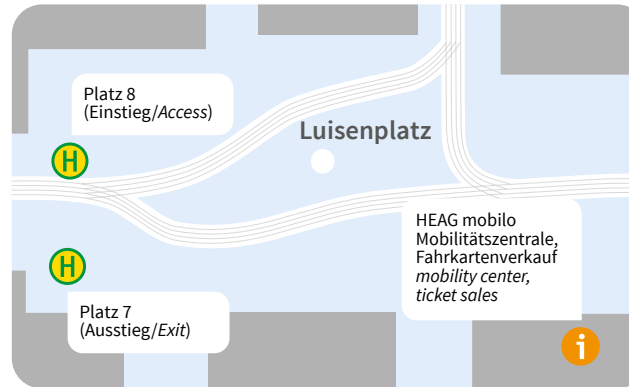 Platz 8
(Einstieg/Access)
H
Luisenplatz
HEAG mobilo
Mobilitätszentrale,
Fahrkartenverkauf
mobility center,
ticket sales
H
Platz 7
(Ausstieg/Exit)
i